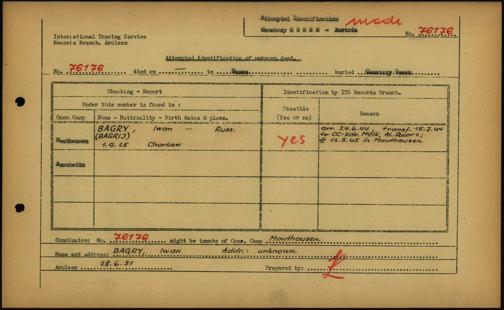 Attempted Identification made
Cemetery GUSEN - Austria
No. 76176
International Tracing Service
Records Branch. Arolsen
Attempted identification of unknown dead.
No. 76176 died on — in Gusen buried Cemetery Gusen
Checking - Report
Identification by ITS Records Branch.
Under this number is found in :
Possible
(Yes or no)
Reason
Conc. Camp
Name - Nationality - Birth dates & place.
Mauthausen
BAGRY, Iwan - Russ.
(BAGRIJ)
1.9.25 Charkow
yes
arr. 24.6.44; transf. 15.7.44
to CC-Kdo. Melk, Al. Quarz;
12.5.45 in Mauthausen
Auschwitz
Conclusion: No. 76176 might be inmate of Conc. Camp Mauthausen
Name and address: BAGRY, Iwan Addr.: unknown
Arolsen 28.6.51
Prepared by: